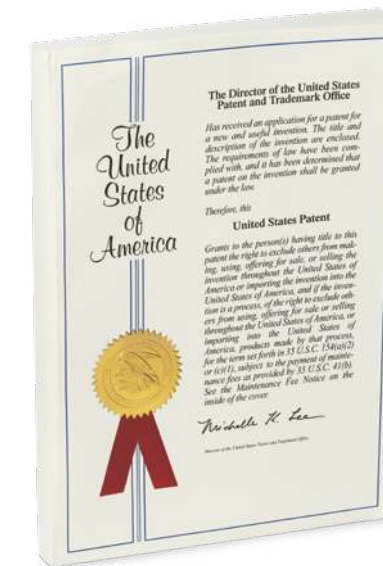 The
United
States
of
America
The Director of the United States
Patent and Trademark Office
Has received an application for a patent for
a new and useful invention. The title and
description of the invention are enclosed.
The requirements of law have been com-
plied with, and it has been determined that
a patent on the invention shall be granted
under the law.
Therefore, this
United States Patent
Grants to the person(s) having title to this
patent the right to exclude others from mak-
ing, using, offering for sale, or selling the
invention throughout the United States of
America or importing the invention into the
United States of America, and if the inven-
tion is a process, of the right to exclude oth-
ers from using, offering for sale or selling
throughout the United States of America, or
importing into the United States of
America, products made by that process,
for the term set forth in 35 U.S.C. 154(a)(2)
or (c)(1), subject to the payment of mainte-
nance fees as provided by 35 U.S.C. 41(b).
See the Maintenance Fee Notice on the
inside of the cover.
Michelle K. Lee
Director of the United States Patent and Trademark Office